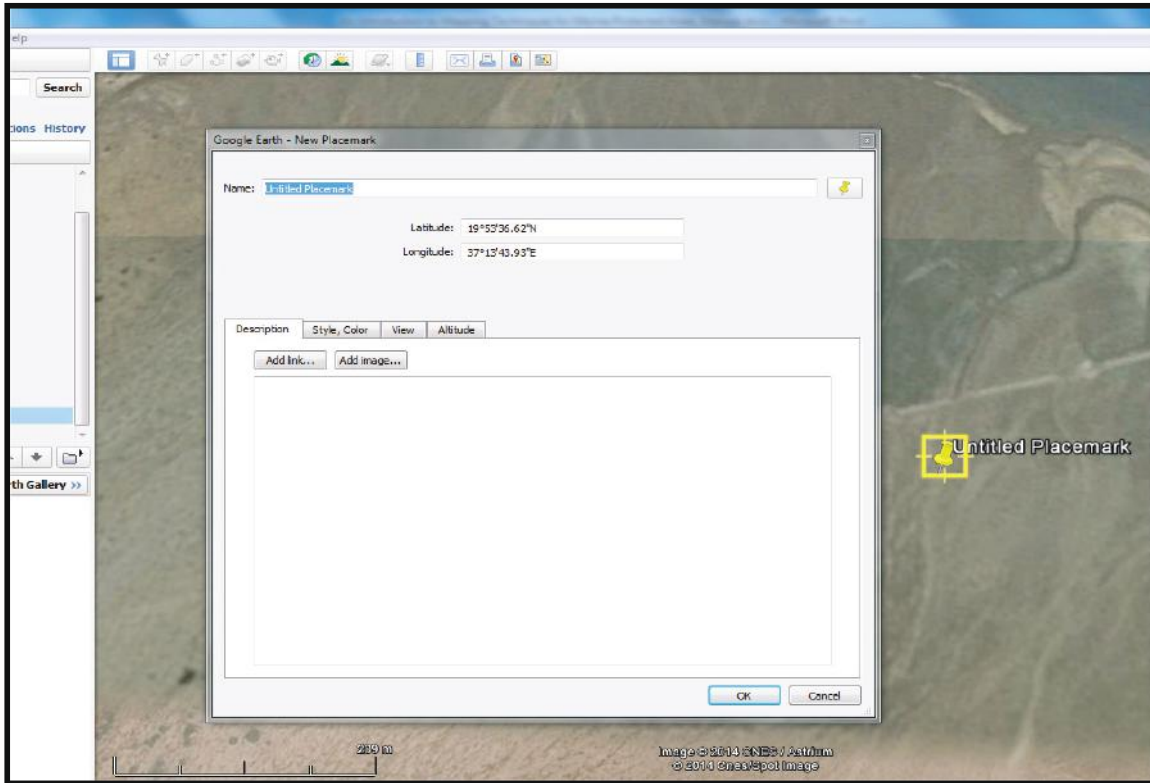 elp
Search
ions History
Google Earth - New Placemark
Name: Untitled Placemark
Latitude: 19°53'36.62"N
Longitude: 37°13'43.93"E
Description Style, Color View Altitude
Add link... Add image...
Untitled Placemark
th Gallery >>
OK Cancel
Image © 2014 CNES / Astrium
© 2014 Cnes/Spot Image